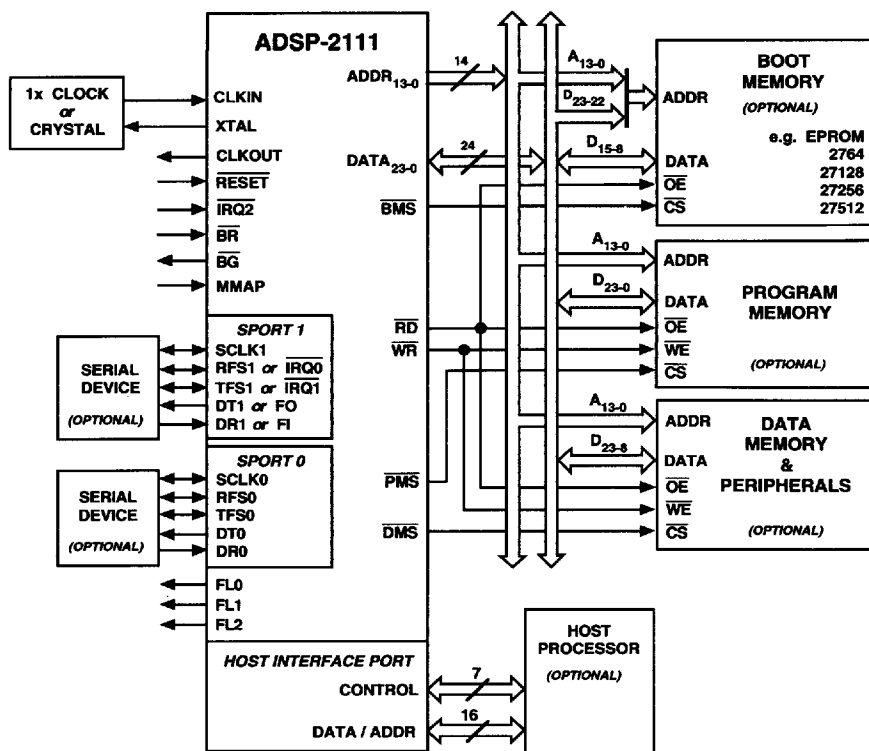 ADSP-2111
1x CLOCK
or
CRYSTAL
CLKIN
XTAL
CLKOUT
RESET
IRQ2
BR
BG
MMAP
ADDR13-0
14
DATA23-0
24
BMS
RD
WR
PMS
DMS
SPORT 1
SCLK1
RFS1 or IRQ0
TFS1 or IRQ1
DT1 or FO
DR1 or FI
SERIAL
DEVICE
(OPTIONAL)
SPORT 0
SCLK0
RFS0
TFS0
DT0
DR0
SERIAL
DEVICE
(OPTIONAL)
FL0
FL1
FL2
HOST INTERFACE PORT
CONTROL
7
DATA / ADDR
16
HOST
PROCESSOR
(OPTIONAL)
A13-0
D23-22
D15-8
BOOT
MEMORY
(OPTIONAL)
e.g. EPROM
2764
27128
27256
27512
ADDR
DATA
OE
CS
A13-0
D23-0
ADDR
DATA
OE
WE
CS
PROGRAM
MEMORY
(OPTIONAL)
A13-0
D23-8
ADDR
DATA
OE
WE
CS
DATA
MEMORY
&
PERIPHERALS
(OPTIONAL)